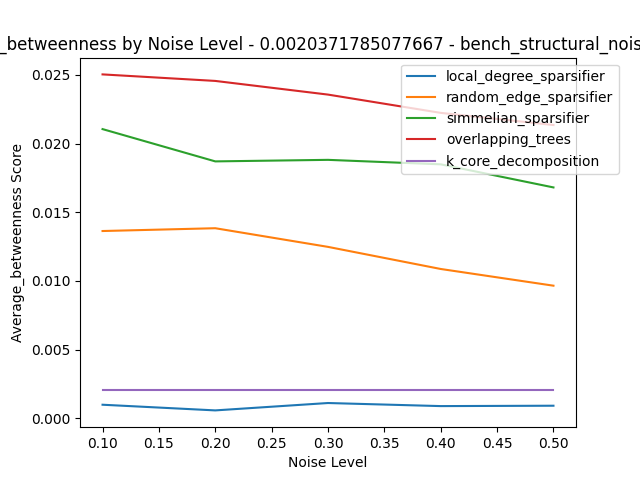 _betweenness by Noise Level - 0.0020371785077667 - bench_structural_nois
local_degree_sparsifier
random_edge_sparsifier
simmelian_sparsifier
overlapping_trees
k_core_decomposition
Average_betweenness Score
0.025
0.020
0.015
0.010
0.005
0.000
0.10 0.15 0.20 0.25 0.30 0.35 0.40 0.45 0.50
Noise Level